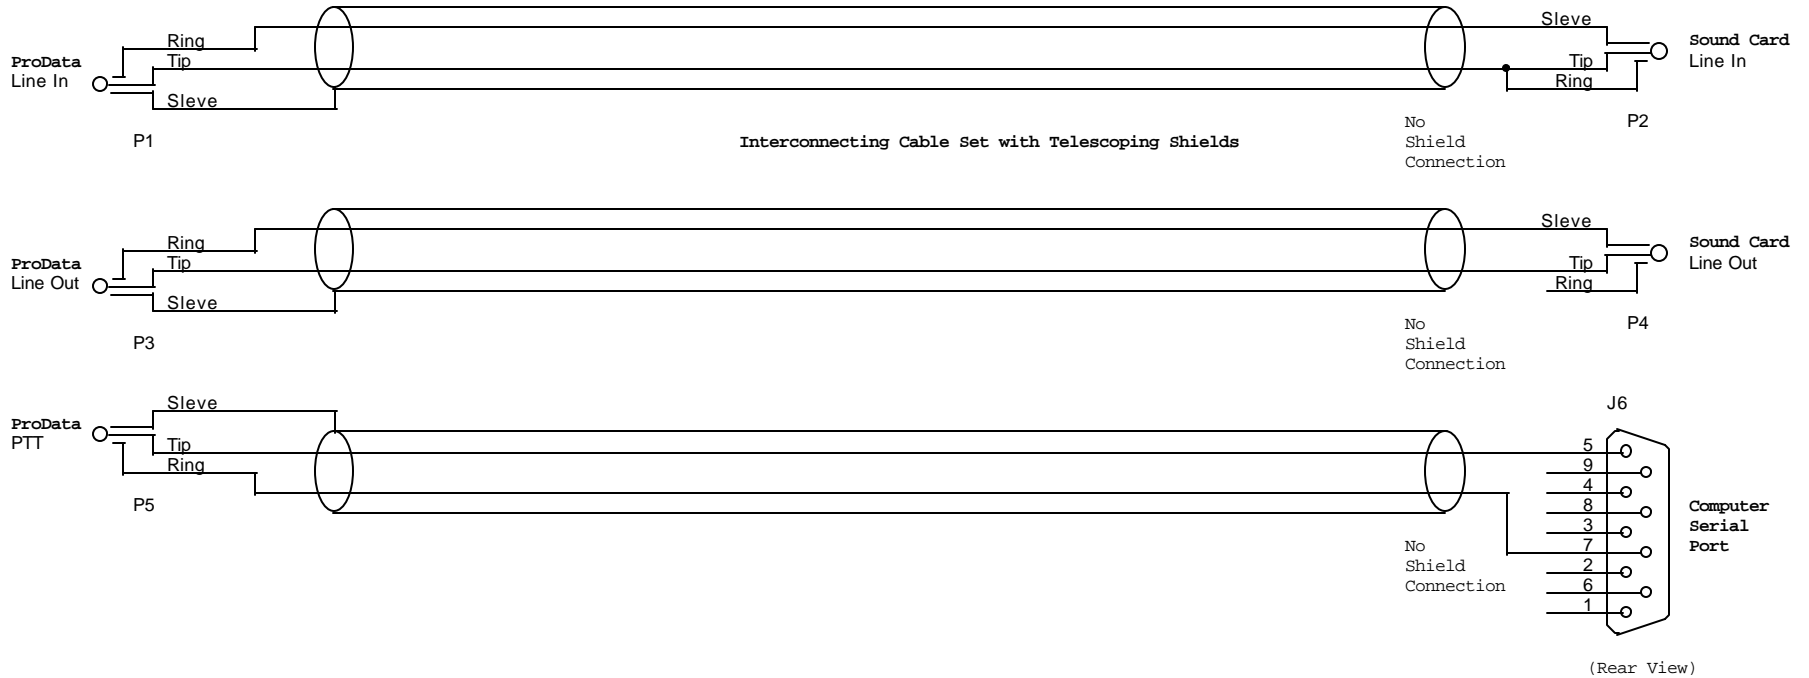 Ring
Sleve
ProData
Line In
Tip
Sleve
P1
Tip
Ring
Sound Card
Line In
P2
Interconnecting Cable Set with Telescoping Shields
No
Shield
Connection
Ring
Sleve
ProData
Line Out
Tip
Sleve
P3
Tip
Ring
Sound Card
Line Out
P4
No
Shield
Connection
Sleve
ProData
PTT
Tip
Ring
P5
No
Shield
Connection
J6
5
9
4
8
3
7
2
6
1
Computer
Serial
Port
(Rear View)